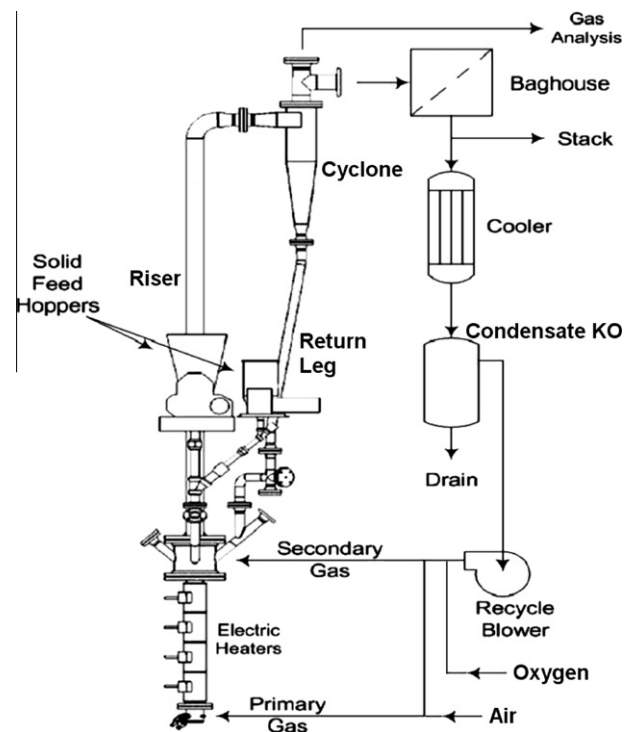 Gas
Analysis
Baghouse
Stack
Cyclone
Cooler
Solid
Feed
Hoppers
Riser
Return
Leg
Condensate KO
Drain
Secondary
Gas
Recycle
Blower
Electric
Heaters
Oxygen
Primary
Gas
Air